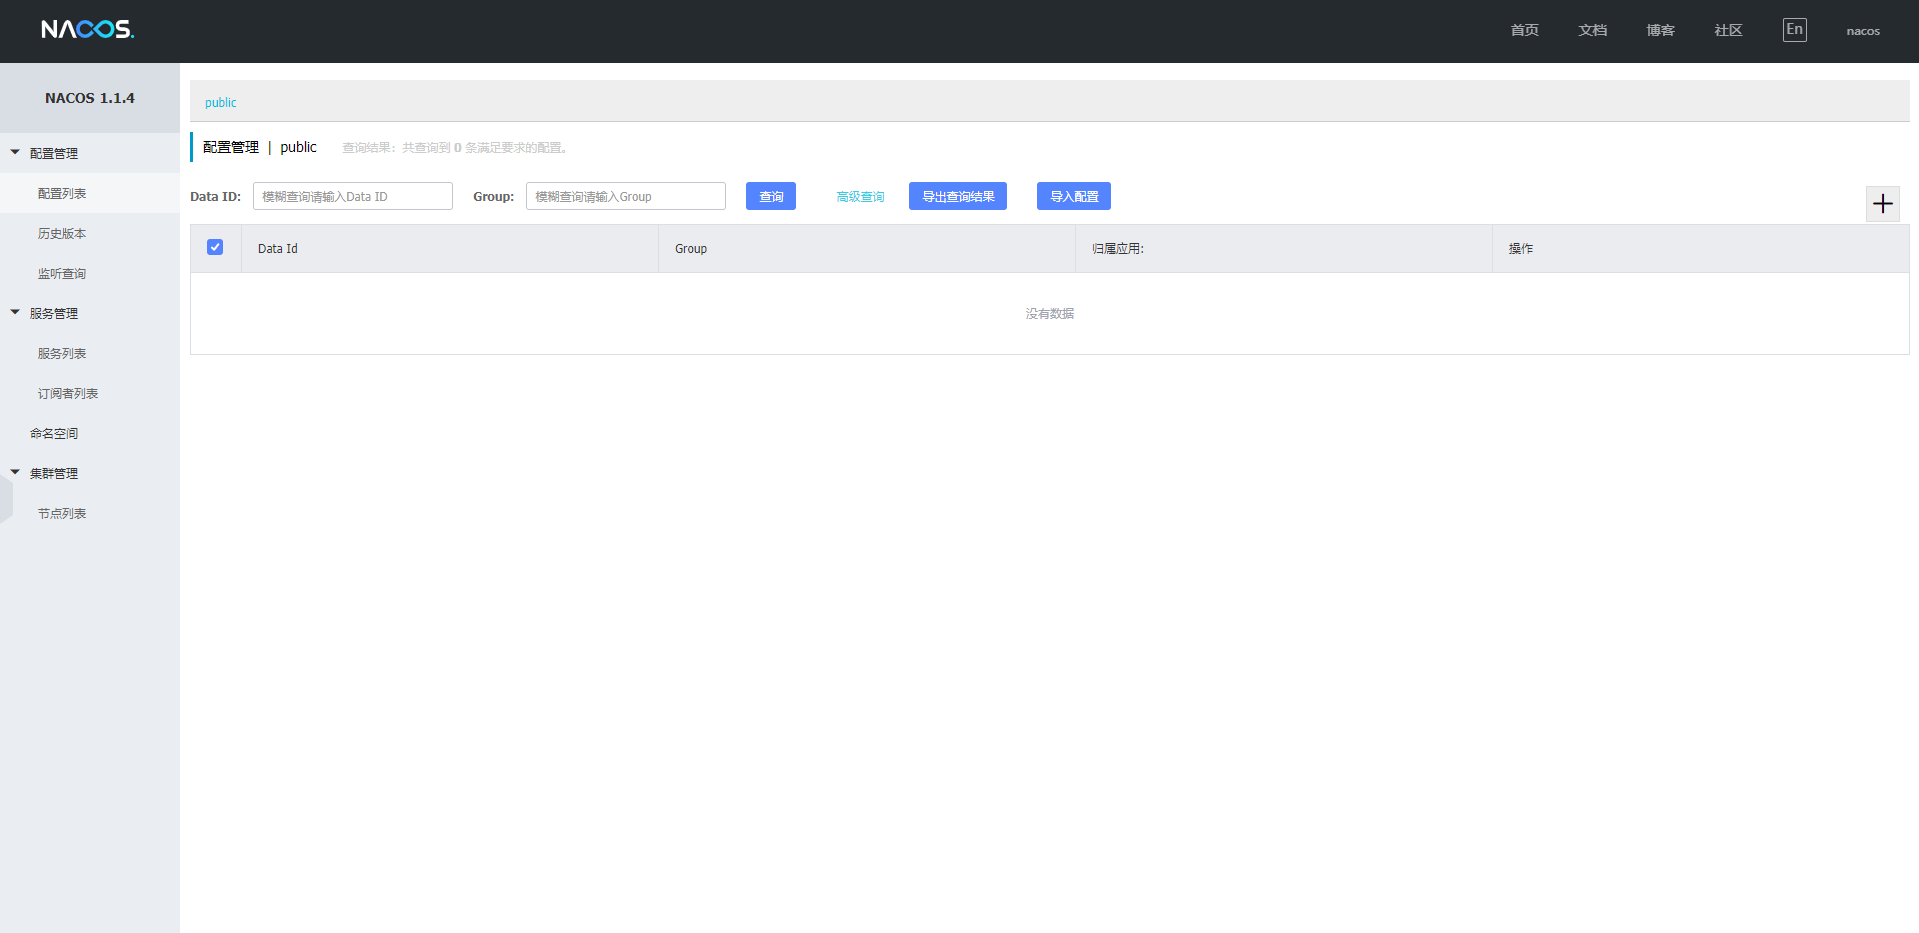 NACOS.
首页 文档 博客 社区 En nacos
NACOS 1.1.4
配置管理
配置列表
历史版本
监听查询
服务管理
服务列表
订阅者列表
命名空间
集群管理
节点列表
public
配置管理 | public 查询结果：共查询到 0 条满足要求的配置。
Data ID: 模糊查询请输入Data ID Group: 模糊查询请输入Group 查询 高级查询 导出查询结果 导入配置
Data Id Group 归属应用: 操作
没有数据